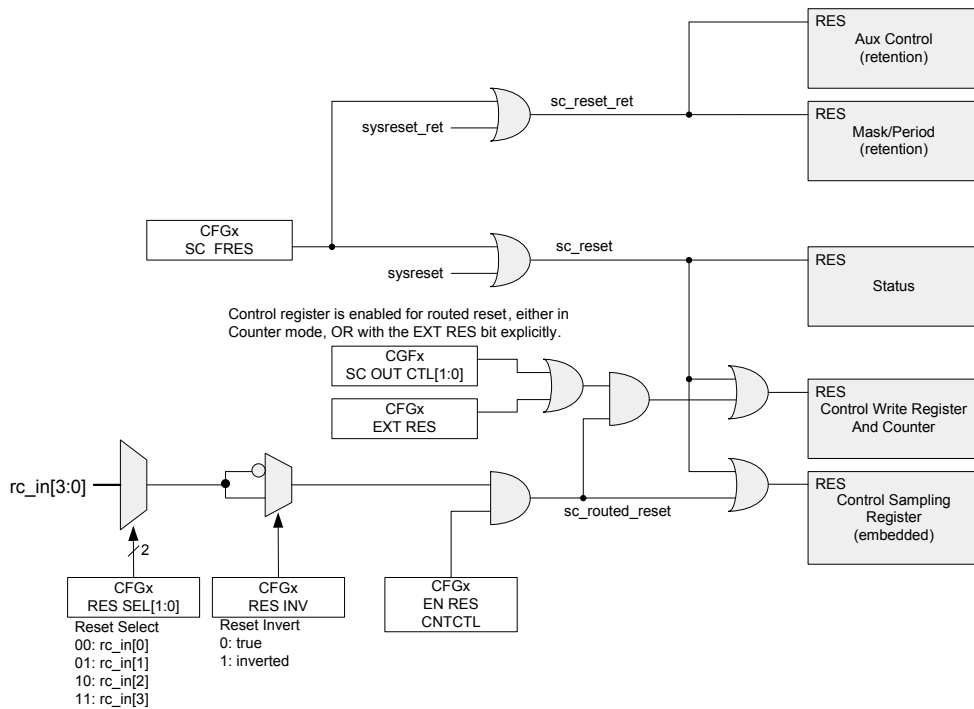 RES
Aux Control
(retention)
sc_reset_ret
sysreset_ret
RES
Mask/Period
(retention)
CFGx
SC FRES
sc_reset
sysreset
RES
Status
Control register is enabled for routed reset, either in
Counter mode, OR with the EXT RES bit explicitly.
CGFx
SC OUT CTL[1:0]
CFGx
EXT RES
RES
Control Write Register
And Counter
rc_in[3:0]
sc_routed_reset
RES
Control Sampling
Register
(embedded)
2
CFGx
RES SEL[1:0]
CFGx
RES INV
CFGx
EN RES
CNTCTL
Reset Select
00: rc_in[0]
01: rc_in[1]
10: rc_in[2]
11: rc_in[3]
Reset Invert
0: true
1: inverted